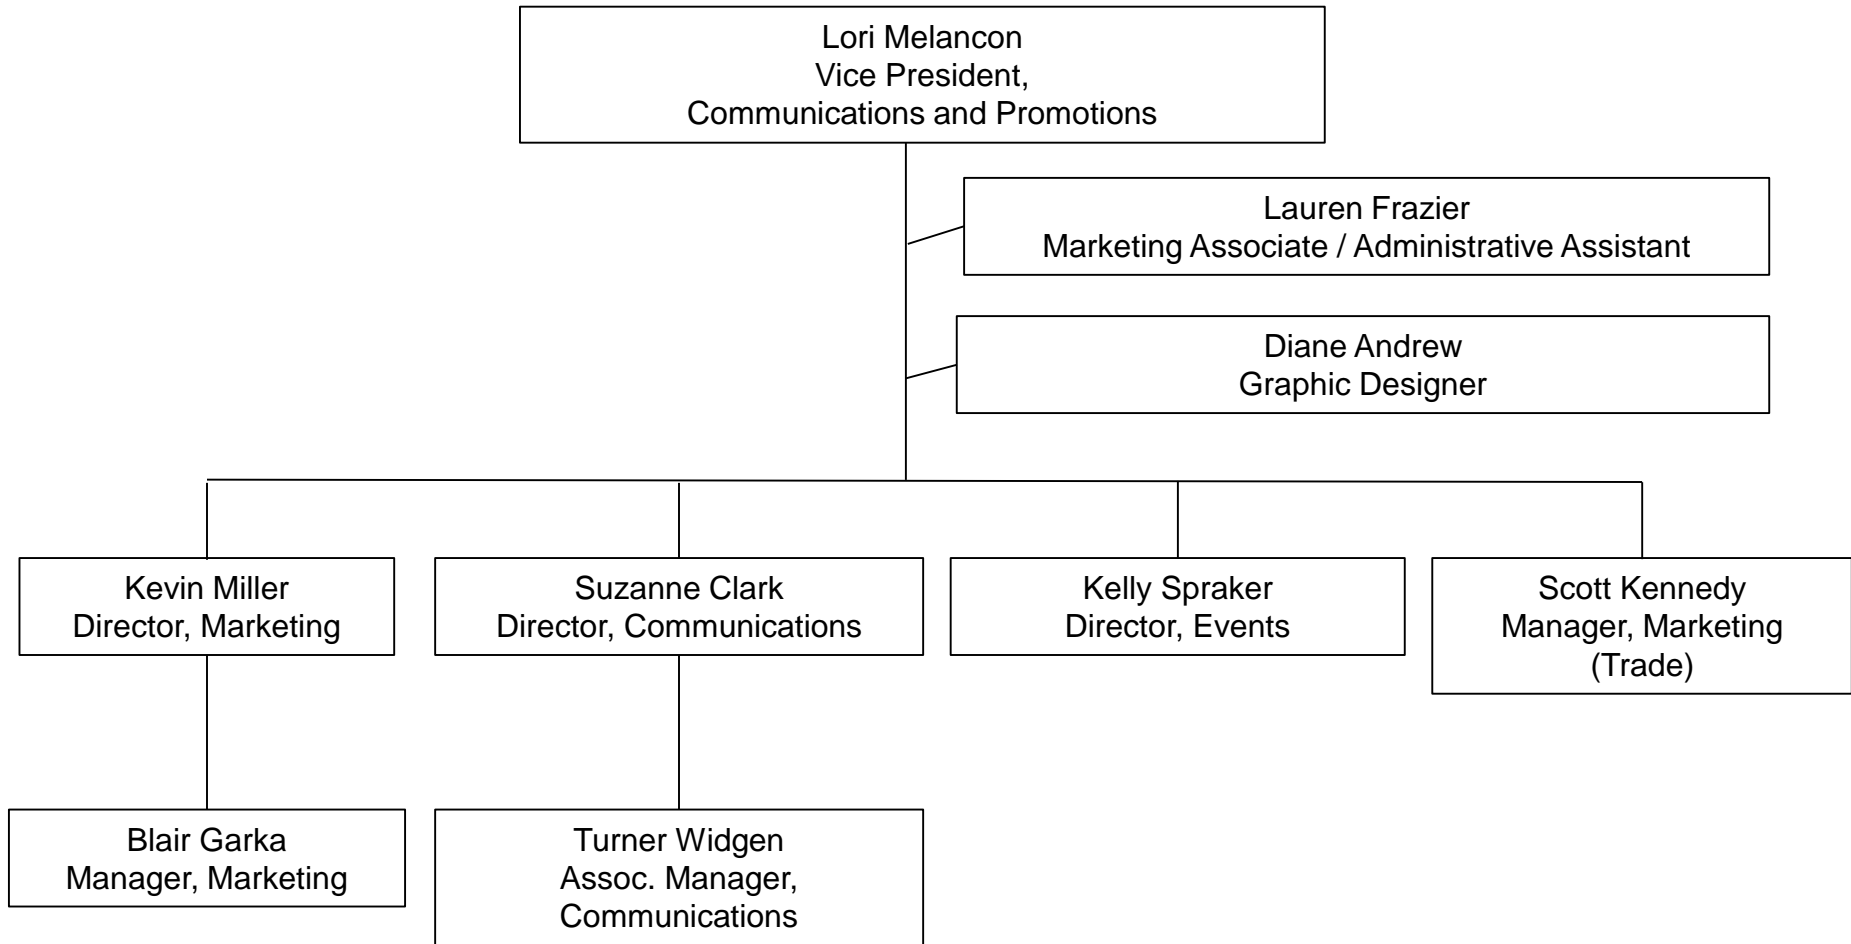 Lori Melancon
Vice President,
Communications and Promotions
Lauren Frazier
Marketing Associate / Administrative Assistant
Diane Andrew
Graphic Designer
Kevin Miller
Director, Marketing
Suzanne Clark
Director, Communications
Kelly Spraker
Director, Events
Scott Kennedy
Manager, Marketing
(Trade)
Blair Garka
Manager, Marketing
Turner Widgen
Assoc. Manager,
Communications